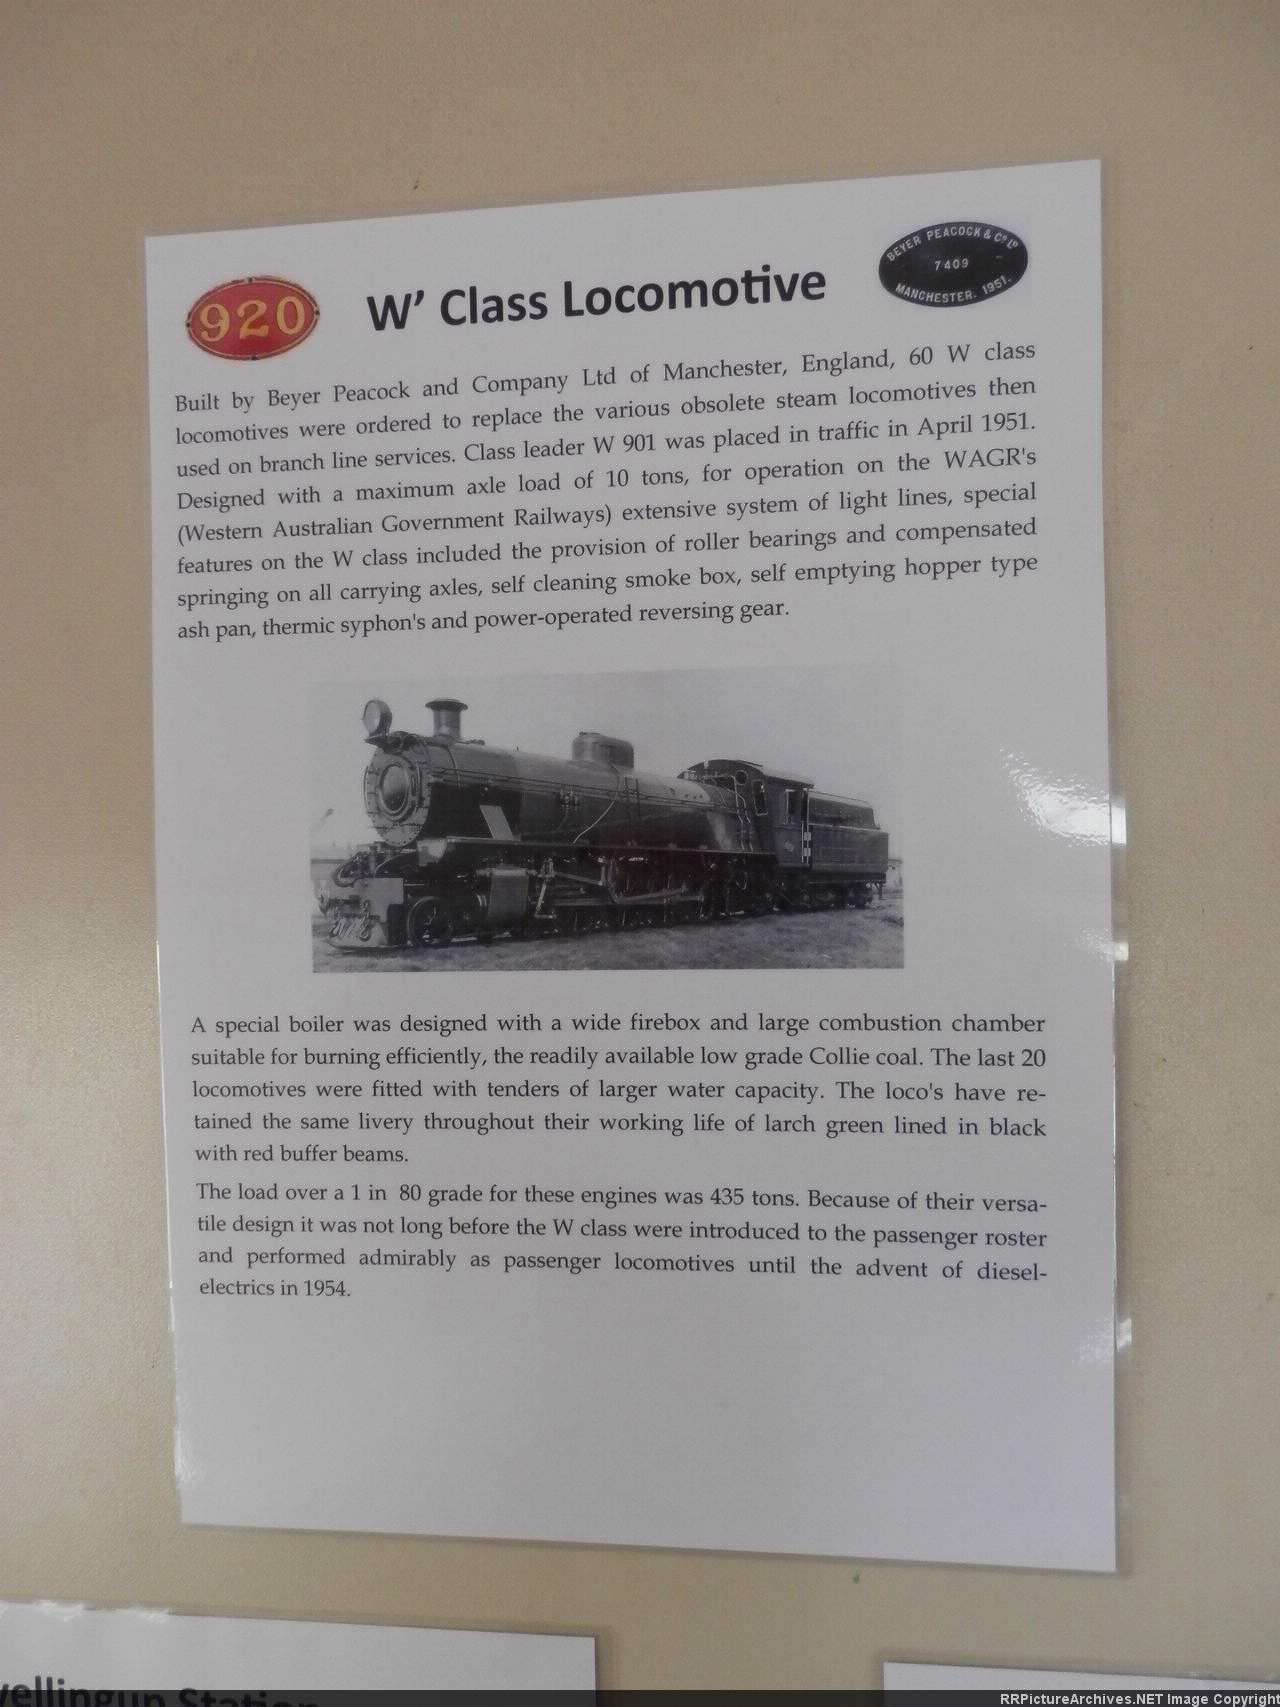 920
W' Class Locomotive
BEYER PEACOCK & Co Ld
7409
MANCHESTER. 1951.
Built by Beyer Peacock and Company Ltd of Manchester, England, 60 W class
locomotives were ordered to replace the various obsolete steam locomotives then
used on branch line services. Class leader W 901 was placed in traffic in April 1951.
Designed with a maximum axle load of 10 tons, for operation on the WAGR's
(Western Australian Government Railways) extensive system of light lines, special
features on the W class included the provision of roller bearings and compensated
springing on all carrying axles, self cleaning smoke box, self emptying hopper type
ash pan, thermic syphon's and power-operated reversing gear.
A special boiler was designed with a wide firebox and large combustion chamber
suitable for burning efficiently, the readily available low grade Collie coal. The last 20
locomotives were fitted with tenders of larger water capacity. The loco's have re-
tained the same livery throughout their working life of larch green lined in black
with red buffer beams.
The load over a 1 in 80 grade for these engines was 435 tons. Because of their versa-
tile design it was not long before the W class were introduced to the passenger roster
and performed admirably as passenger locomotives until the advent of diesel-
electrics in 1954.
wellingup Station
RRPictureArchives.NET Image Copyright